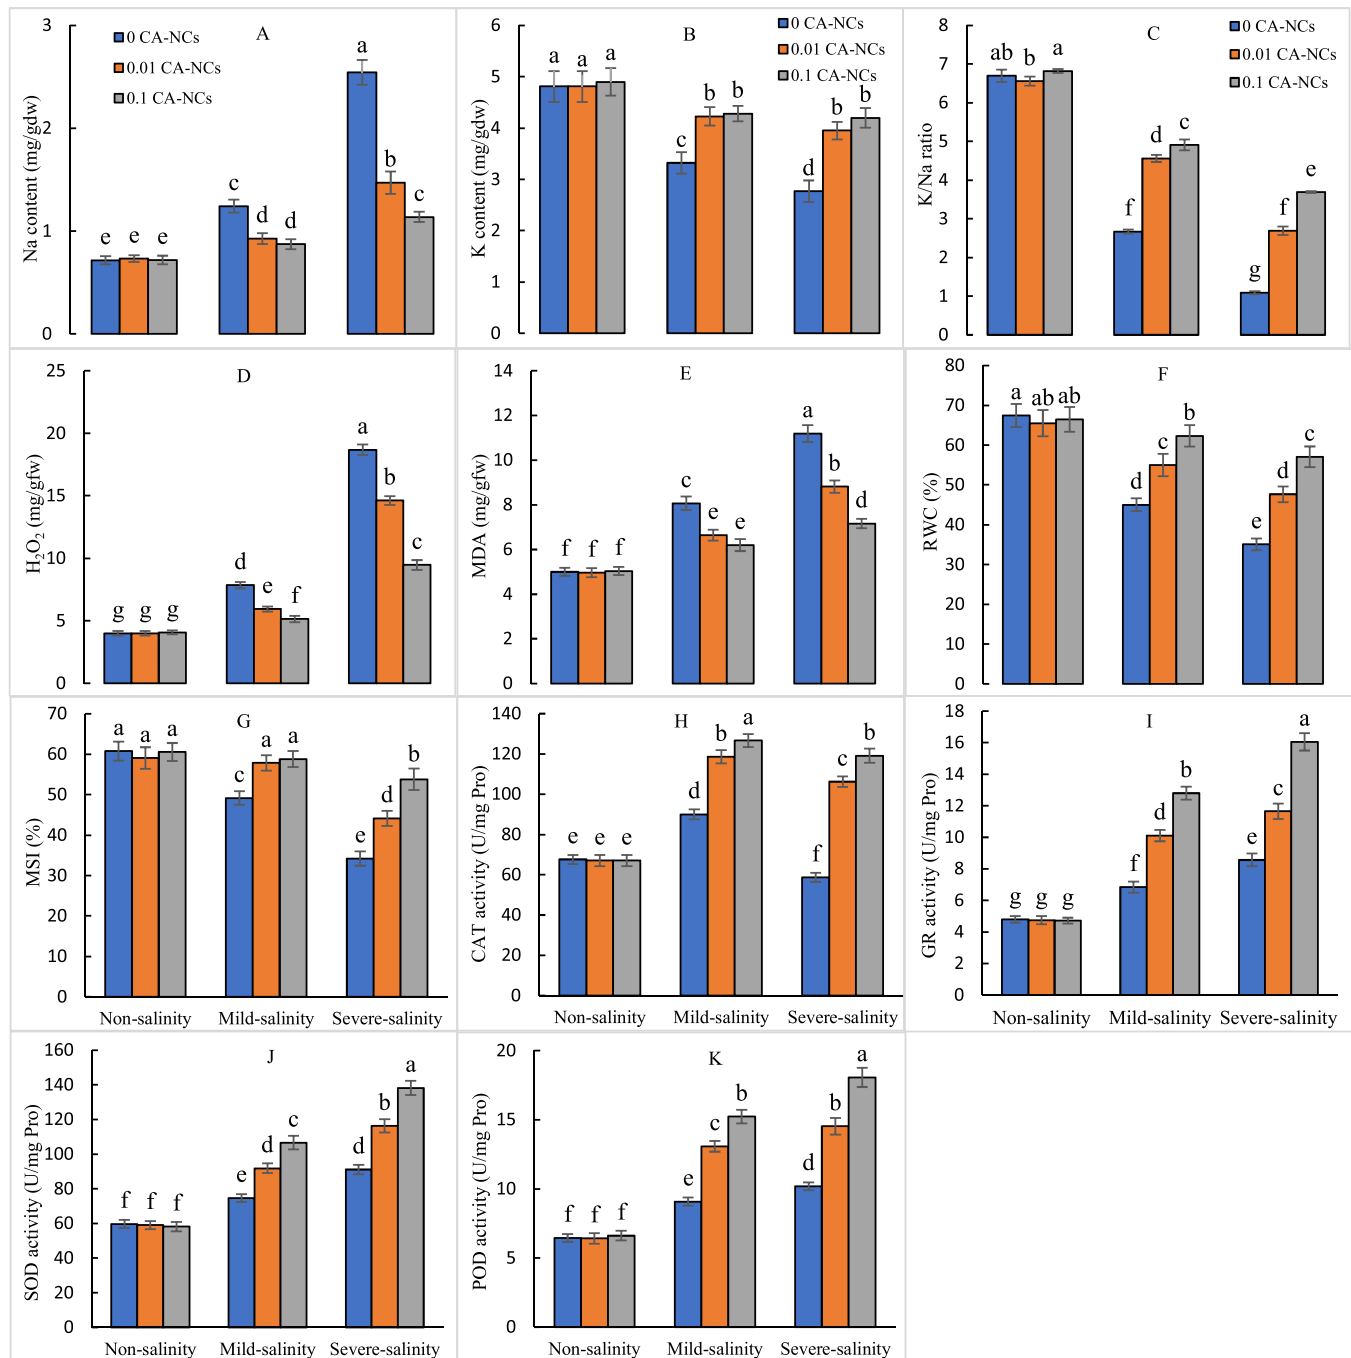 A
0 CA-NCs
0.01 CA-NCs
0.1 CA-NCs
Na content (mg/gdw)
3
2
1
0
e e e
c d d
a b c
B
0 CA-NCs
0.01 CA-NCs
0.1 CA-NCs
K content (mg/gdw)
6
5
4
3
2
1
0
a a a
c b b
d b b
C
0 CA-NCs
0.01 CA-NCs
0.1 CA-NCs
K/Na ratio
8
7
6
5
4
3
2
1
0
ab b a
f d c
g f e
D
H2O2 (mg/gfw)
25
20
15
10
5
0
g g g
d e f
a b c
E
MDA (mg/gfw)
14
12
10
8
6
4
2
0
f f f
c e e
a b d
F
RWC (%)
80
70
60
50
40
30
20
10
0
a ab ab
d c b
e d c
G
MSI (%)
70
60
50
40
30
20
10
0
a a a
c a a
e d b
Non-salinity Mild-salinity Severe-salinity
H
CAT activity (U/mg Pro)
140
120
100
80
60
40
20
0
e e e
d b a
f c b
Non-salinity Mild-salinity Severe-salinity
I
GR activity (U/mg Pro)
18
16
14
12
10
8
6
4
2
0
g g g
f d b
e c a
Non-salinity Mild-salinity Severe-salinity
J
SOD activity (U/mg Pro)
160
140
120
100
80
60
40
20
0
f f f
e d c
d b a
Non-salinity Mild-salinity Severe-salinity
K
POD activity (U/mg Pro)
20
15
10
5
0
f f f
e c b
d b a
Non-salinity Mild-salinity Severe-salinity